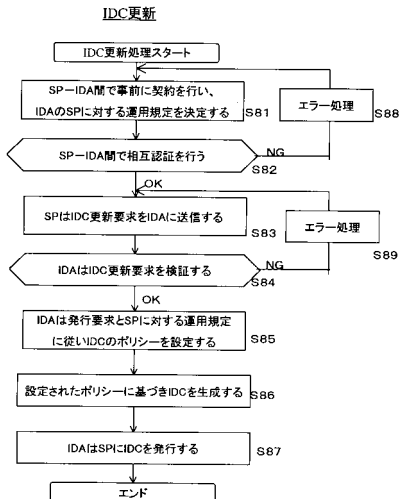 IDC更新
IDC更新処理スタート
SP－IDA間で事前に契約を行い、
IDAのSPに対する運用規定を決定する
S81
エラー処理
S88
SP－IDA間で相互認証を行う
NG
S82
OK
SPはIDC更新要求をIDAに送信する
S83
エラー処理
S89
IDAはIDC更新要求を検証する
NG
S84
OK
IDAは発行要求とSPに対する運用規定
に従いIDCのポリシーを設定する
S85
設定されたポリシーに基づきIDCを生成する
S86
IDAはSPにIDCを発行する
S87
エンド